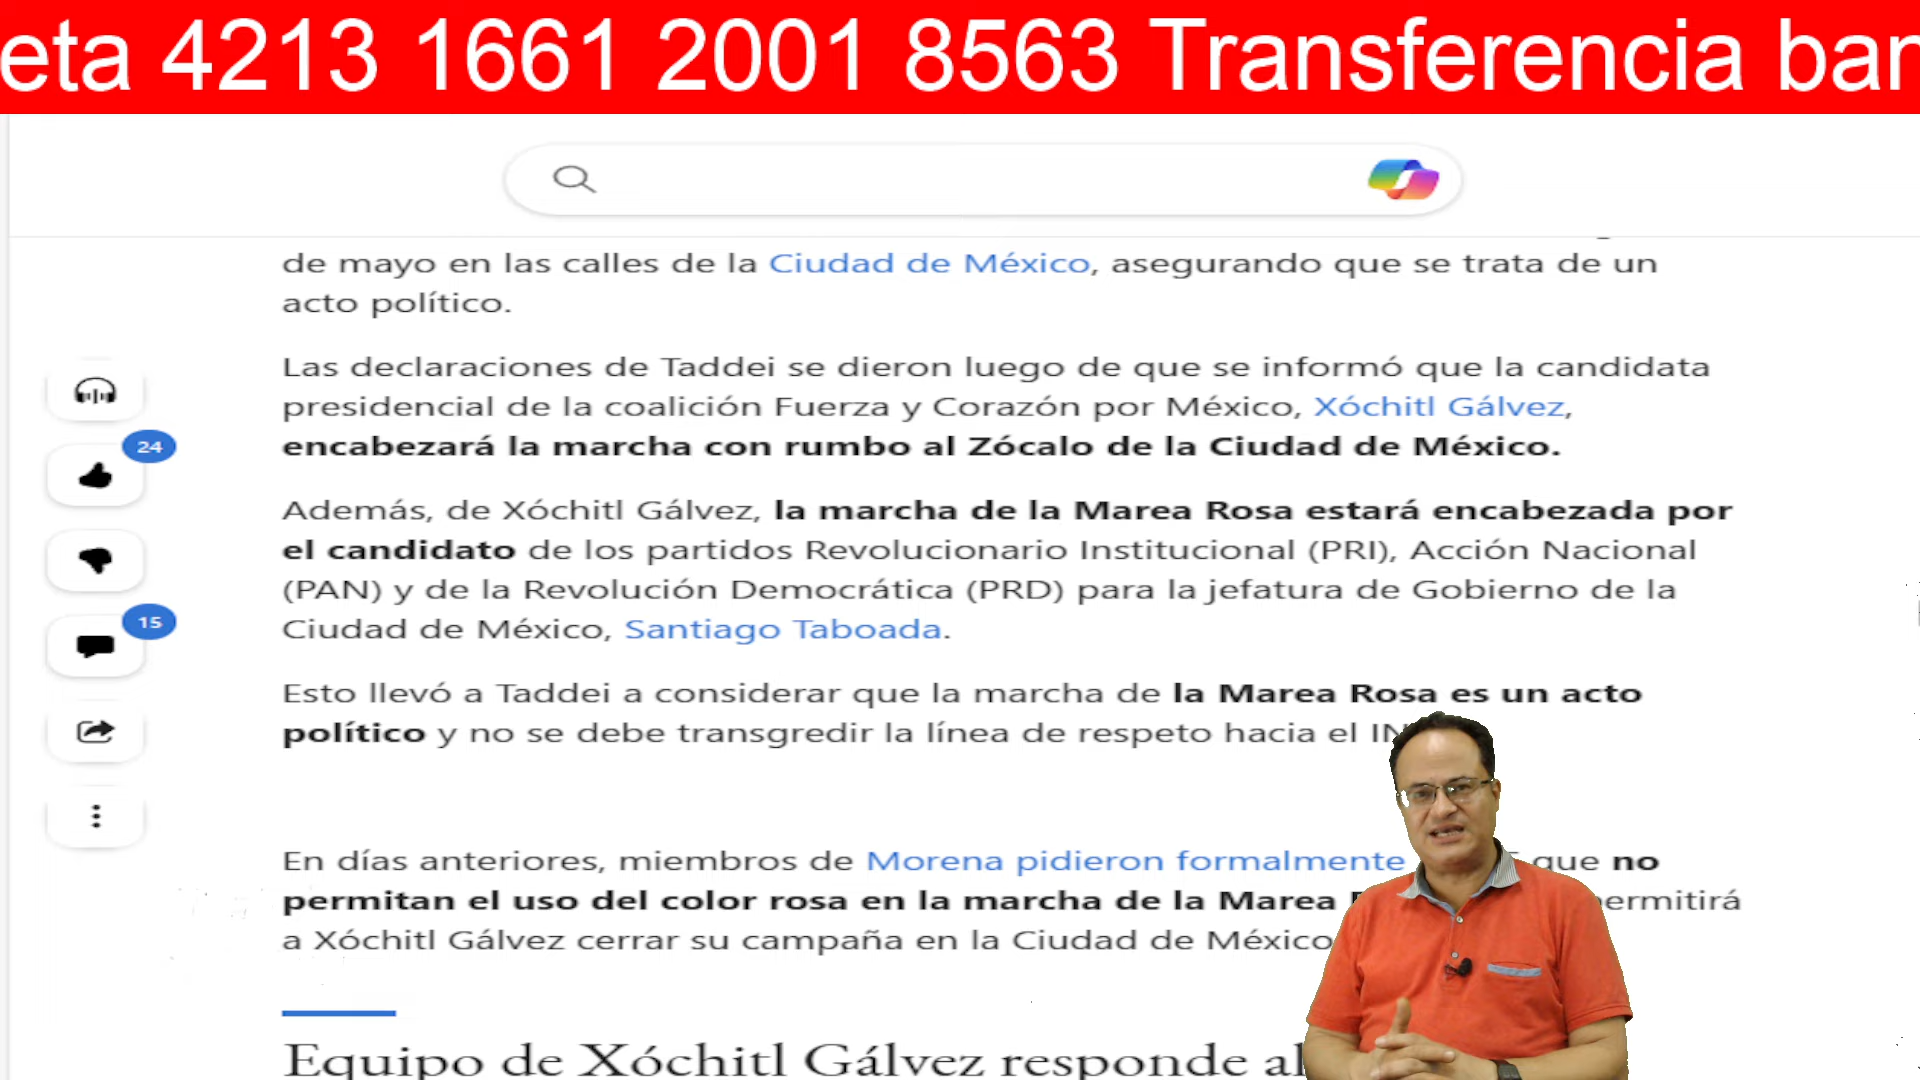 eta 4213 1661 2001 8563 Transferencia ban
de mayo en las calles de la Ciudad de México, asegurando que se trata de un
acto político.
Las declaraciones de Taddei se dieron luego de que se informó que la candidata
presidencial de la coalición Fuerza y Corazón por México, Xóchitl Gálvez,
encabezará la marcha con rumbo al Zócalo de la Ciudad de México.
24
Además, de Xóchitl Gálvez, la marcha de la Marea Rosa estará encabezada por
el candidato de los partidos Revolucionario Institucional (PRI), Acción Nacional
(PAN) y de la Revolución Democrática (PRD) para la jefatura de Gobierno de la
15
Ciudad de México, Santiago Taboada.
Esto llevó a Taddei a considerar que la marcha de la Marea Rosa es un acto
político y no se debe transgredir la línea de respeto hacia el IN
En días anteriores, miembros de Morena pidieron formalmente que no
permitan el uso del color rosa en la marcha de la Marea permitirá
a Xóchitl Gálvez cerrar su campaña en la Ciudad de México
Equipo de Xóchitl Gálvez responde al